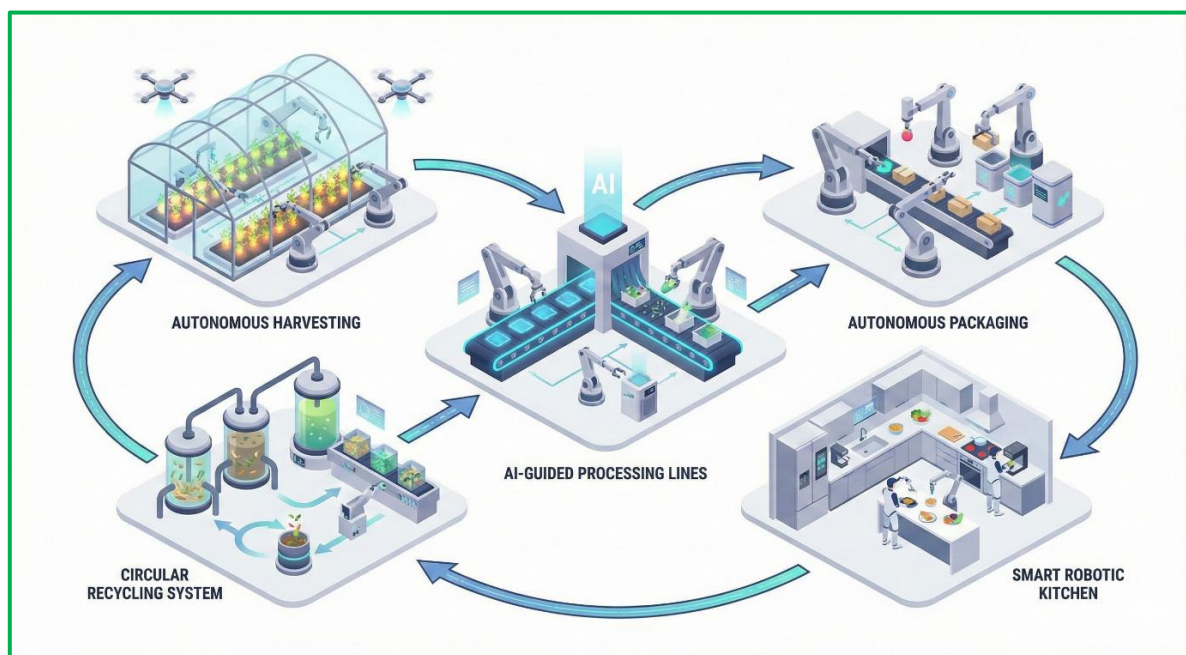 AI
AUTONOMOUS HARVESTING
AUTONOMOUS PACKAGING
AI-GUIDED PROCESSING LINES
CIRCULAR
RECYCLING SYSTEM
SMART ROBOTIC
KITCHEN